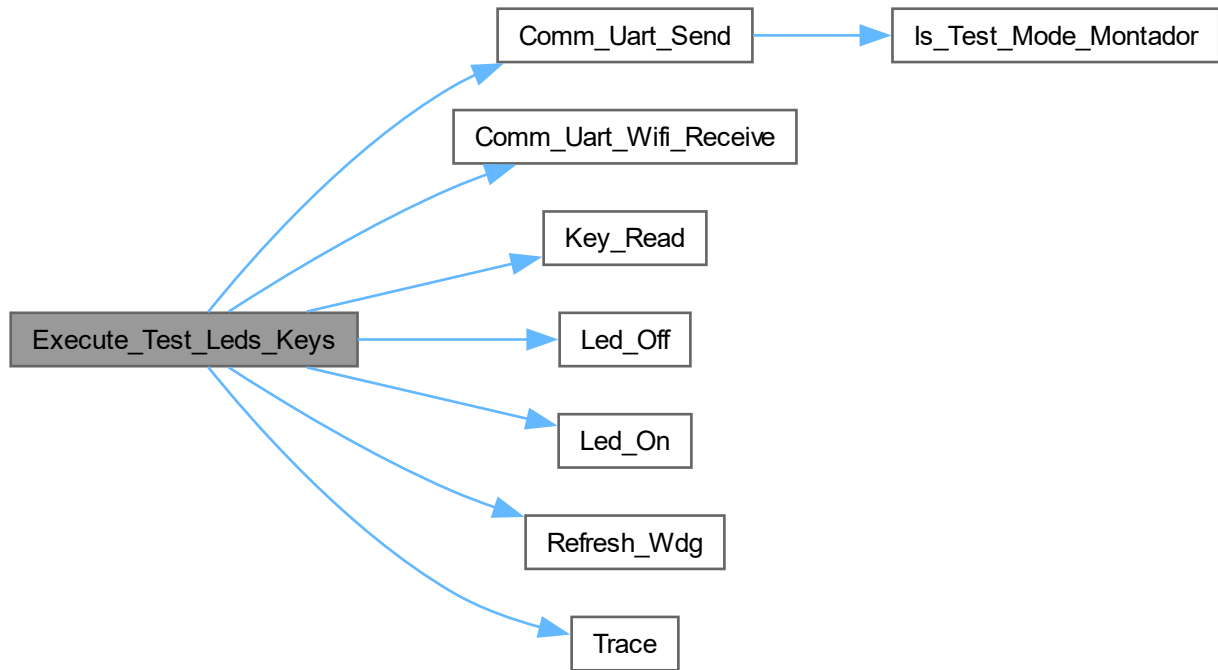 Comm_Uart_Send
Is_Test_Mode_Montador
Comm_Uart_Wifi_Receive
Key_Read
Execute_Test_Leds_Keys
Led_Off
Led_On
Refresh_Wdg
Trace